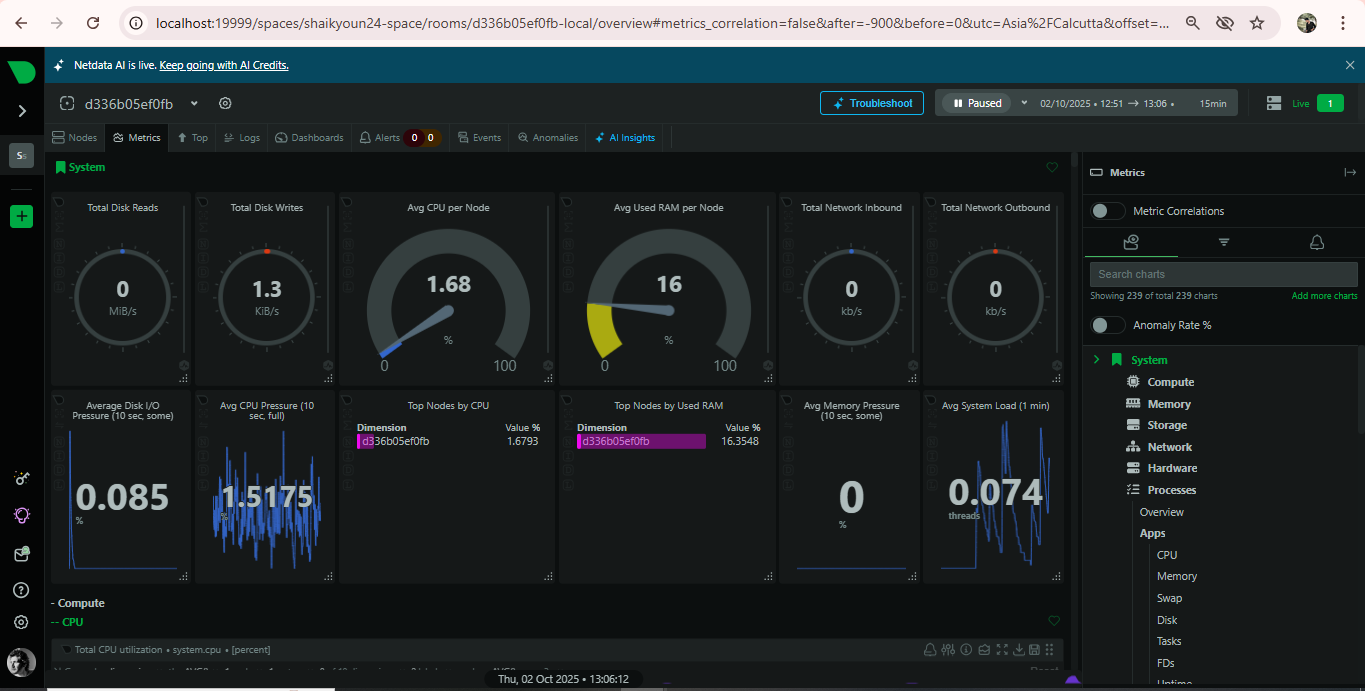 localhost:19999/spaces/shaikyoun24-space/rooms/d336b05ef0fb-local/overview#metrics_correlation=false&after=-900&before=0&utc=Asia%2FCalcutta&offset=...
Netdata AI is live. Keep going with AI Credits.
d336b05ef0fb
Troubleshoot
Paused
02/10/2025 • 12:51 → 13:06 •
15min
Live
1
Nodes
Metrics
Top
Logs
Dashboards
Alerts
0
0
Events
Anomalies
AI Insights
Ss
System
Total Disk Reads
0
MiB/s
Total Disk Writes
1.3
KiB/s
Avg CPU per Node
1.68
%
0
100
Avg Used RAM per Node
16
%
0
100
Total Network Inbound
0
kb/s
Total Network Outbound
0
kb/s
Average Disk I/O
Pressure (10 sec, some)
0.085
%
Avg CPU Pressure (10
sec, full)
1.5175
%
Top Nodes by CPU
Dimension Value %
d336b05ef0fb 1.6793
Top Nodes by Used RAM
Dimension Value %
d336b05ef0fb 16.3548
Avg Memory Pressure
(10 sec, some)
0
%
Avg System Load (1 min)
0.074
threads
- Compute
-- CPU
Total CPU utilization • system.cpu • [percent]
Thu, 02 Oct 2025 • 13:06:12
Metrics
Metric Correlations
Search charts
Showing 239 of total 239 charts
Add more charts
Anomaly Rate %
System
Compute
Memory
Storage
Network
Hardware
Processes
Overview
Apps
CPU
Memory
Swap
Disk
Tasks
FDs
Uptime